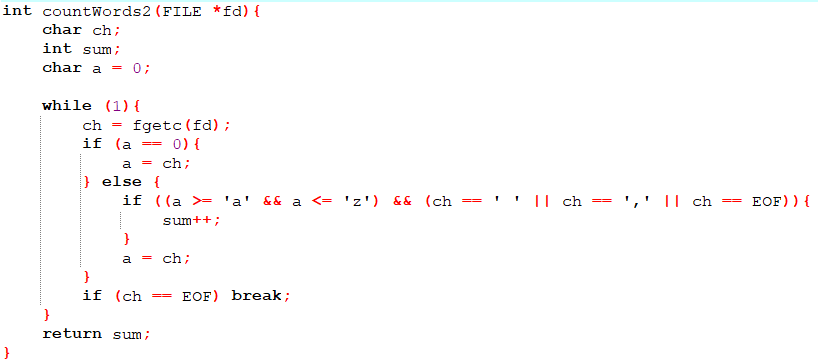 int countWords2(FILE *fd){
    char ch;
    int sum;
    char a = 0;

    while (1){
        ch = fgetc(fd);
        if (a == 0){
            a = ch;
        } else {
            if ((a >= 'a' && a <= 'z') && (ch == ' ' || ch == ',' || ch == EOF)){
                sum++;
            }
            a = ch;
        }
        if (ch == EOF) break;
    }
    return sum;
}